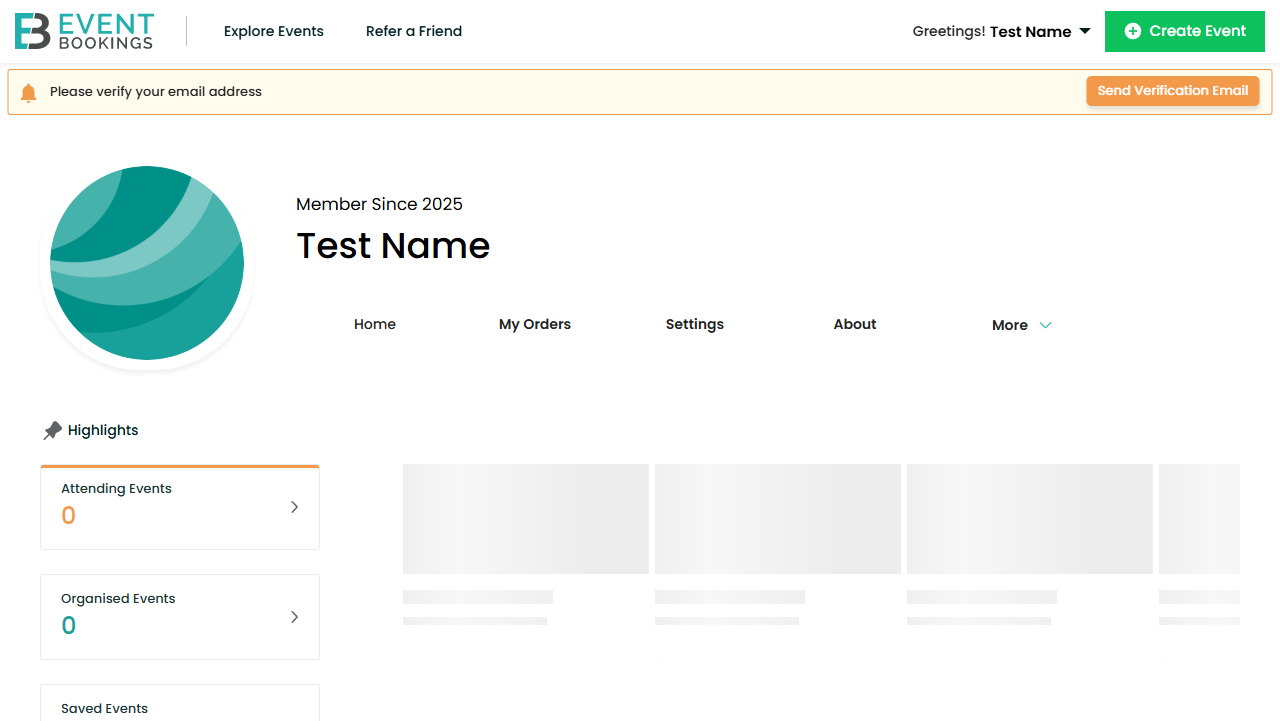 EVENT
BOOKINGS
Explore Events
Refer a Friend
Greetings! Test Name
Create Event
Please verify your email address
Send Verification Email
Member Since 2025
Test Name
Home
My Orders
Settings
About
More
Highlights
Attending Events
0
Organised Events
0
Saved Events